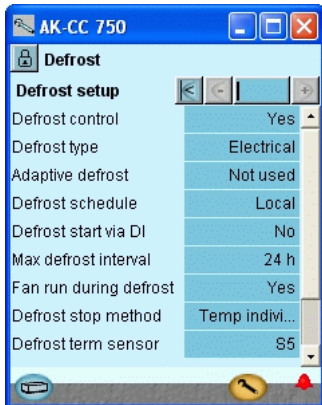 AK-CC 750
Defrost
Defrost setup
Defrost control Yes
Defrost type Electrical
Adaptive defrost Not used
Defrost schedule Local
Defrost start via DI No
Max defrost interval 24 h
Fan run during defrost Yes
Defrost stop method Temp indivi...
Defrost term sensor S5